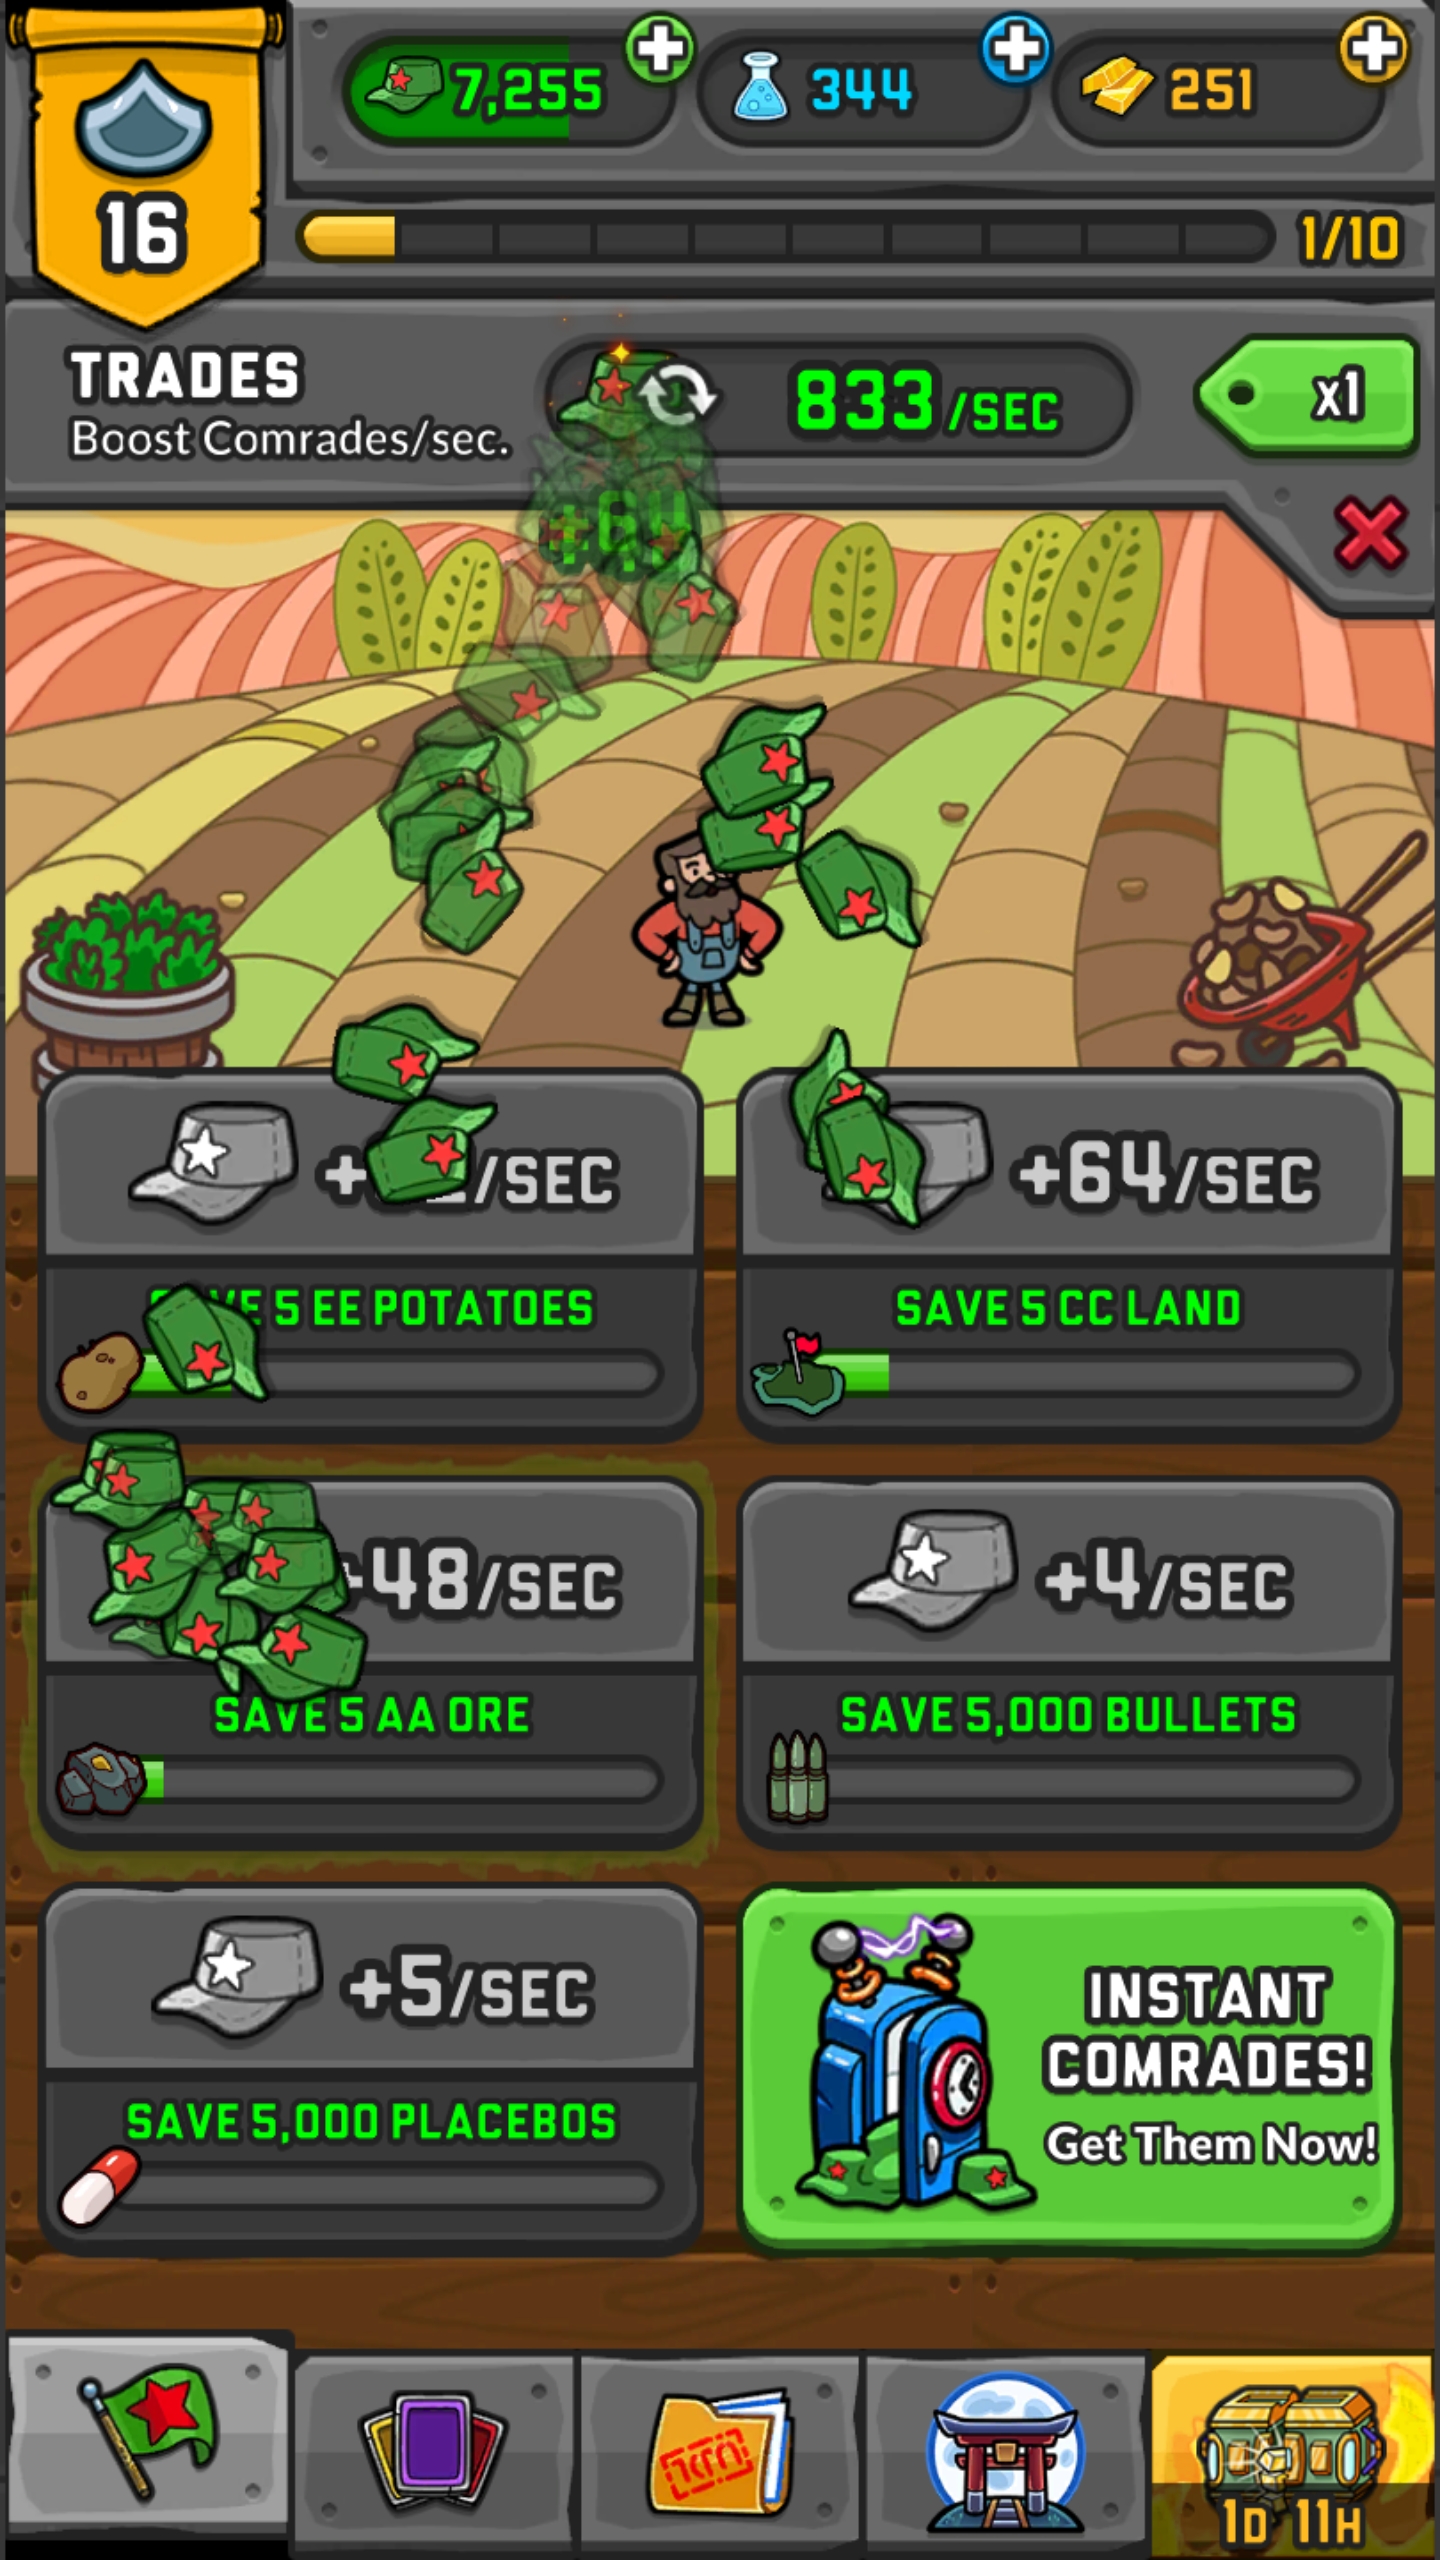 7,255
344
251
16
1/10
TRADES
Boost Comrades/sec.
833/SEC
x1
+64
/SEC
+64/SEC
5 EE POTATOES
SAVE 5 CC LAND
+48/SEC
+4/SEC
SAVE 5 AA ORE
SAVE 5,000 BULLETS
+5/SEC
INSTANT
COMRADES!
Get Them Now!
SAVE 5,000 PLACEBOS
1D 11H